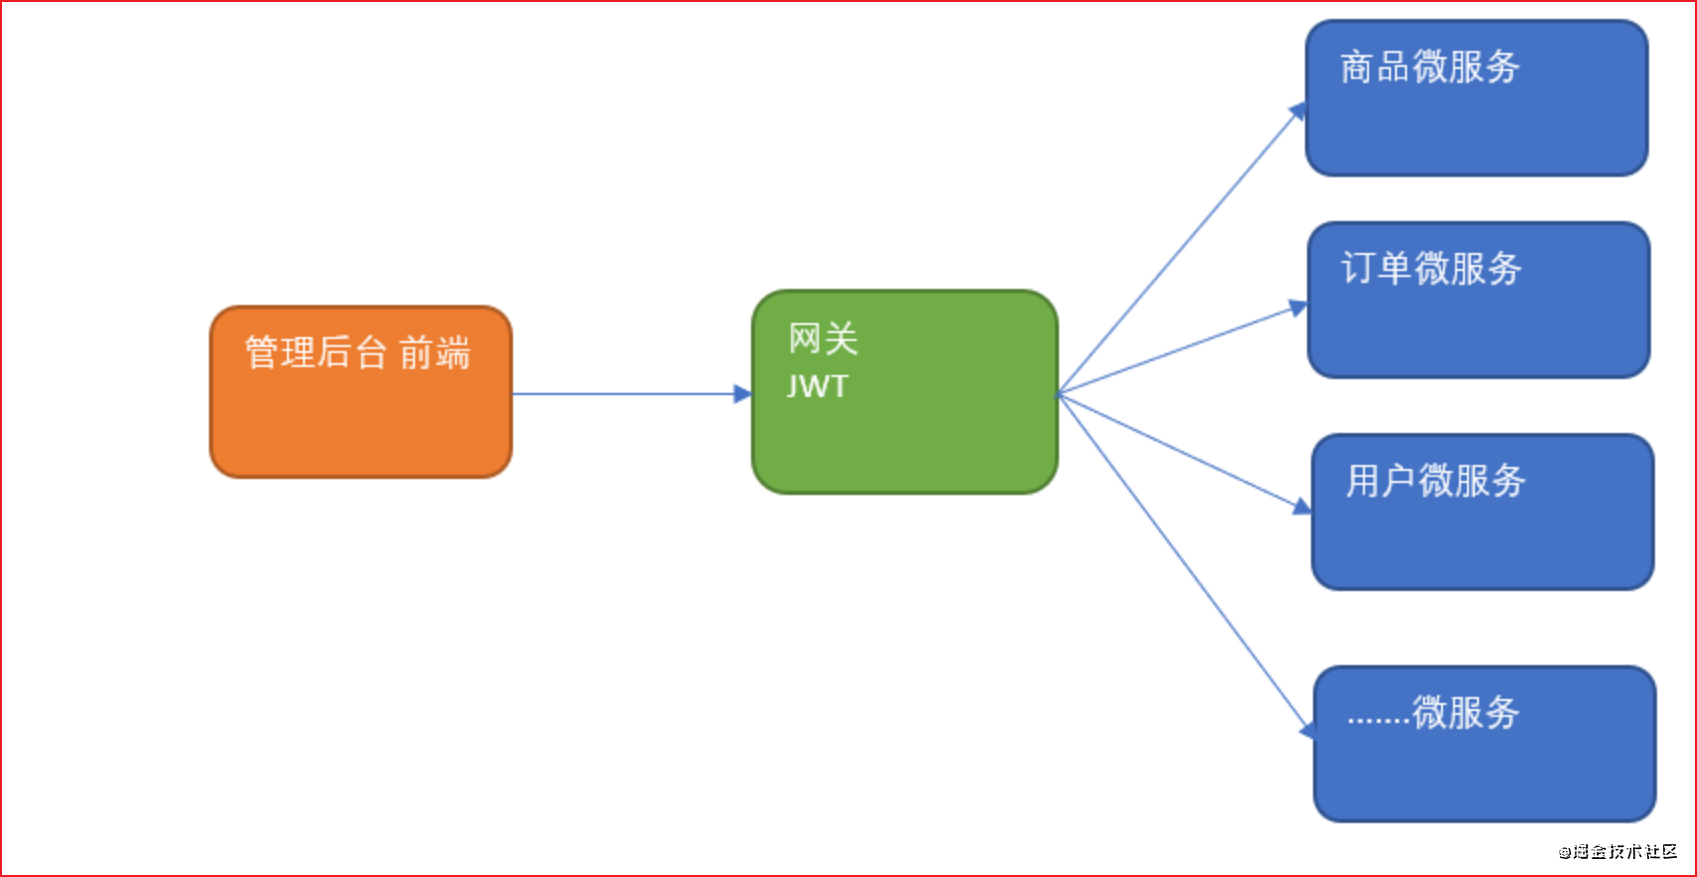 管理后台 前端
网关
JWT
商品微服务
订单微服务
用户微服务
.......微服务
@掘金技术社区